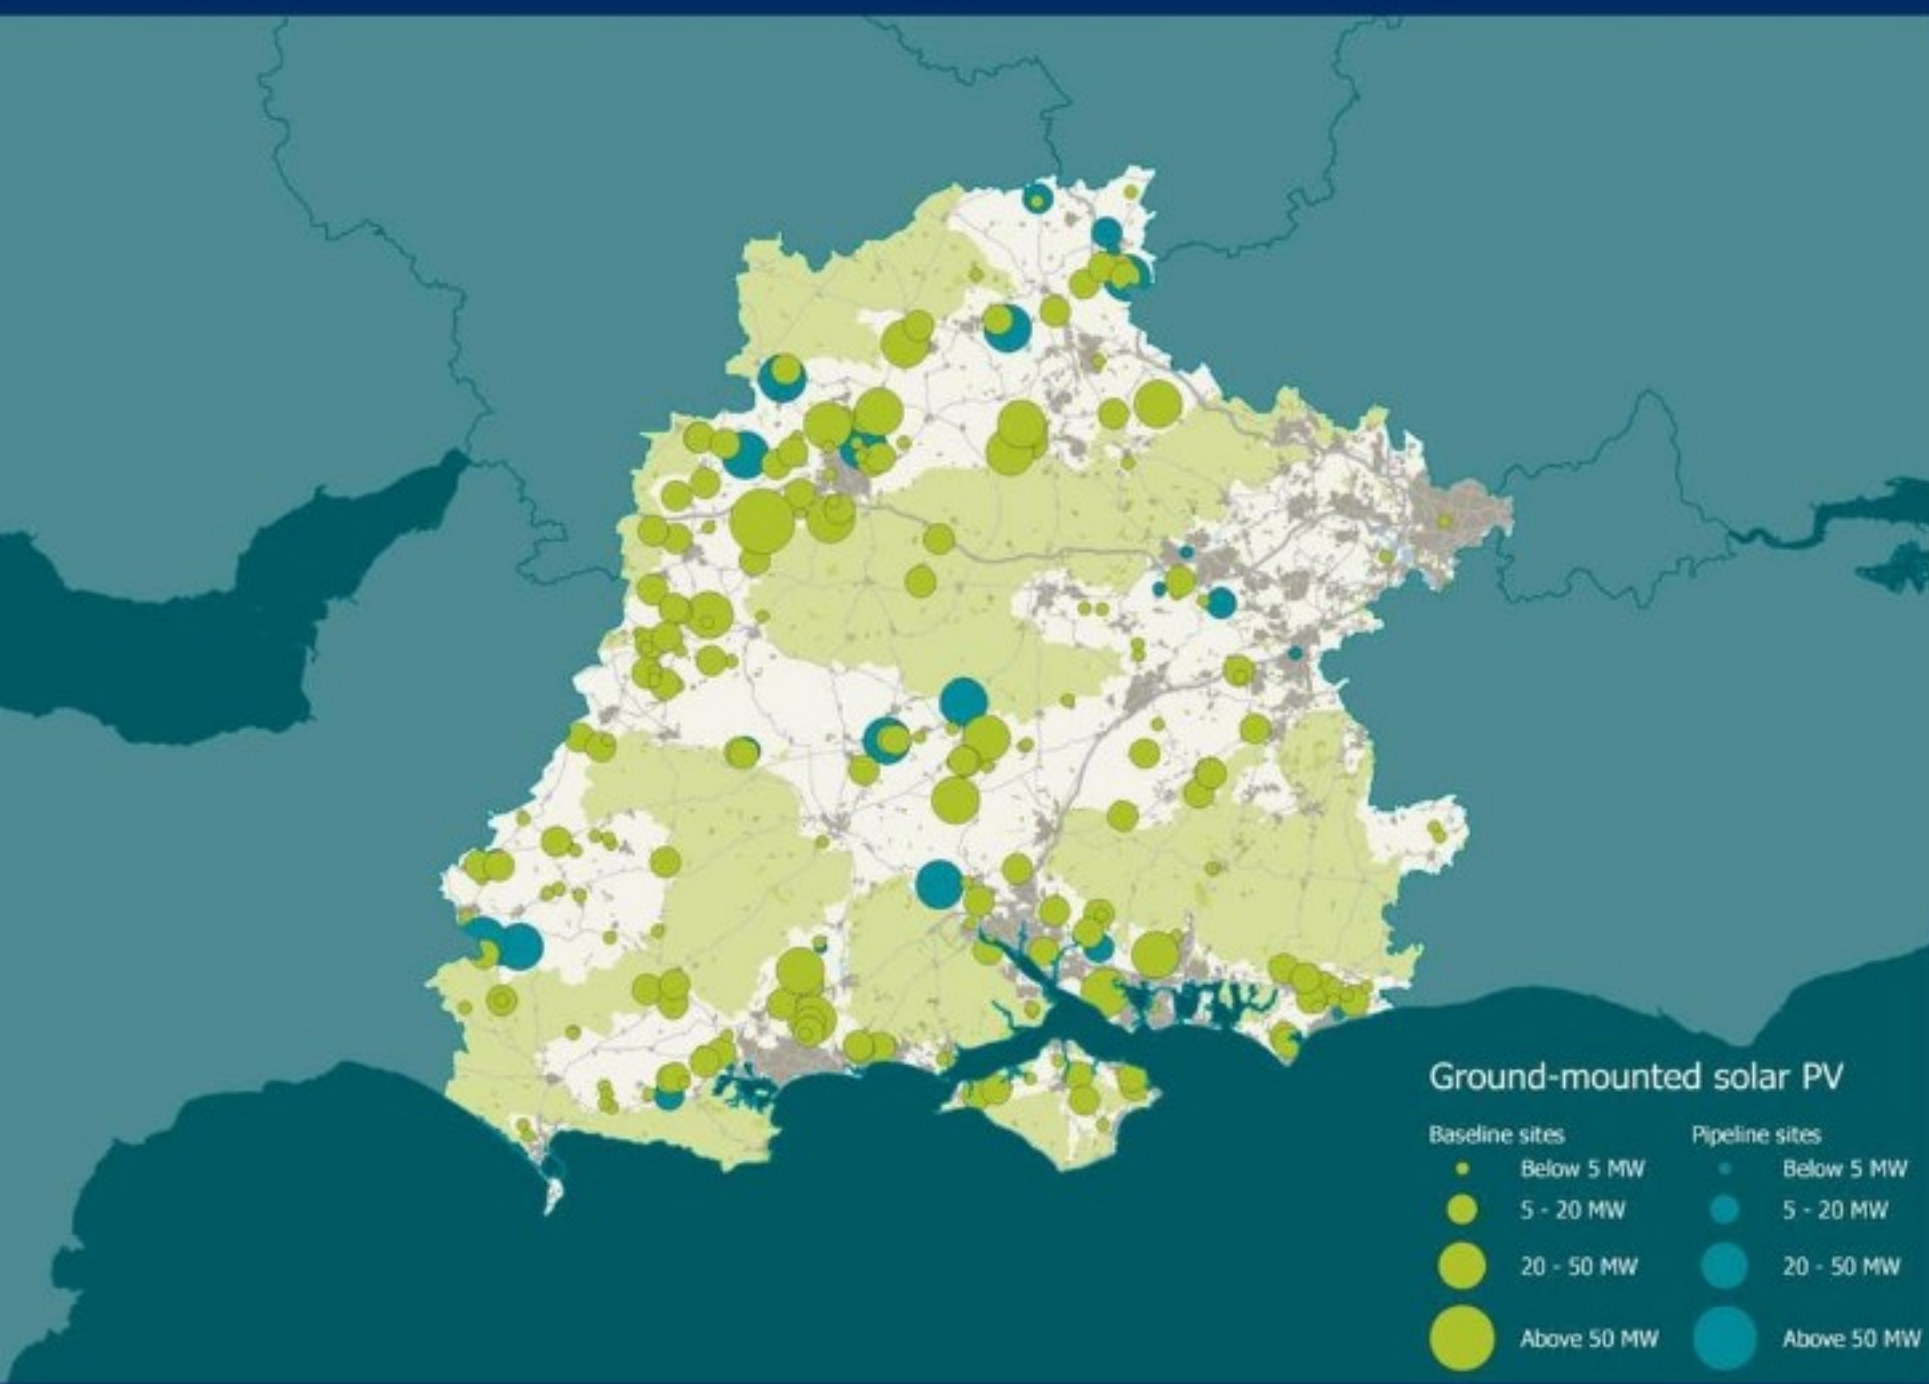 Ground-mounted solar PV
Baseline sites
Below 5 MW
5 - 20 MW
20 - 50 MW
Above 50 MW
Pipeline sites
Below 5 MW
5 - 20 MW
20 - 50 MW
Above 50 MW